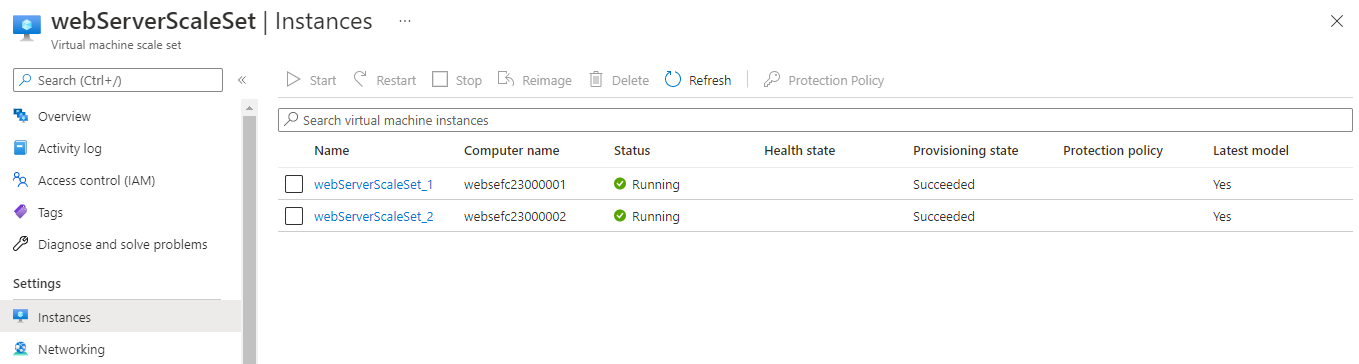 webServerScaleSet | Instances ...
Virtual machine scale set
Search (Ctrl+/)
«
Start Restart Stop Reimage Delete Refresh Protection Policy
Search virtual machine instances
Overview
Activity log
Access control (IAM)
Tags
Diagnose and solve problems
Settings
Instances
Networking
Name Computer name Status Health state Provisioning state Protection policy Latest model
webServerScaleSet_1 websefc23000001 Running Succeeded Yes
webServerScaleSet_2 websefc23000002 Running Succeeded Yes